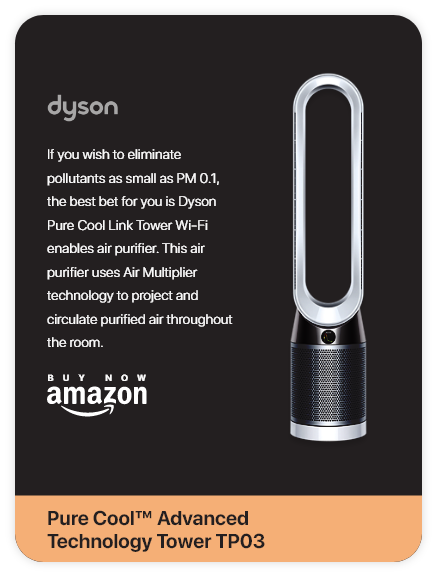 dyson
If you wish to eliminate
pollutants as small as PM 0.1,
the best bet for you is Dyson
Pure Cool Link Tower Wi-Fi
enables air purifier. This air
purifier uses Air Multiplier
technology to project and
circulate purified air throughout
the room.
BUY NOW
amazon
Pure Cool™ Advanced
Technology Tower TP03